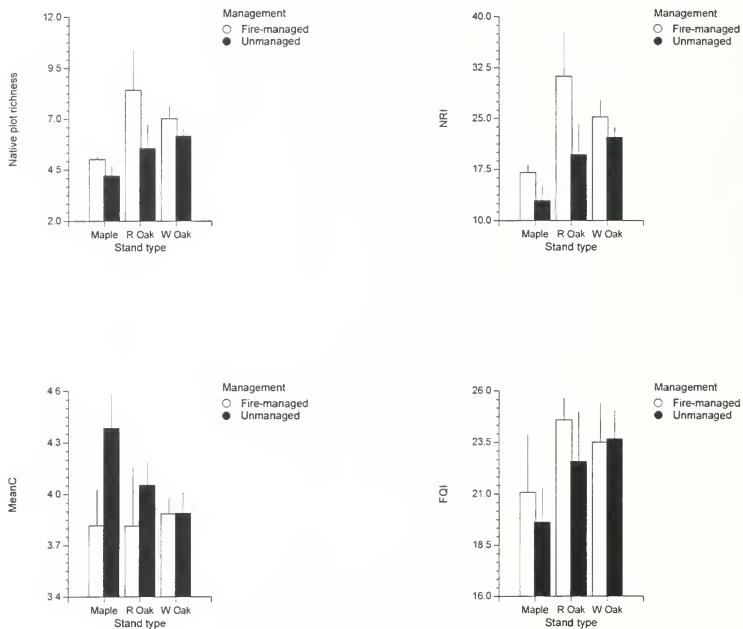 Management
Fire-managed
Unmanaged
Native plot richness
12.0
9 5
7.0
4.5
2.0
Maple R Oak W Oak
Stand type
Management
Fire-managed
Unmanaged
NRI
40.0
32.5
25.0
17.5
10.0
Maple R Oak W Oak
Stand type
Management
Fire-managed
Unmanaged
MeanC
4 6
4.3
4.0
3.7
3 4
Maple R Oak W Oak
Stand type
Management
Fire-managed
Unmanaged
FQI
26.0
23.5
21.0
18.5
16.0
Maple R Oak W Oak
Stand type